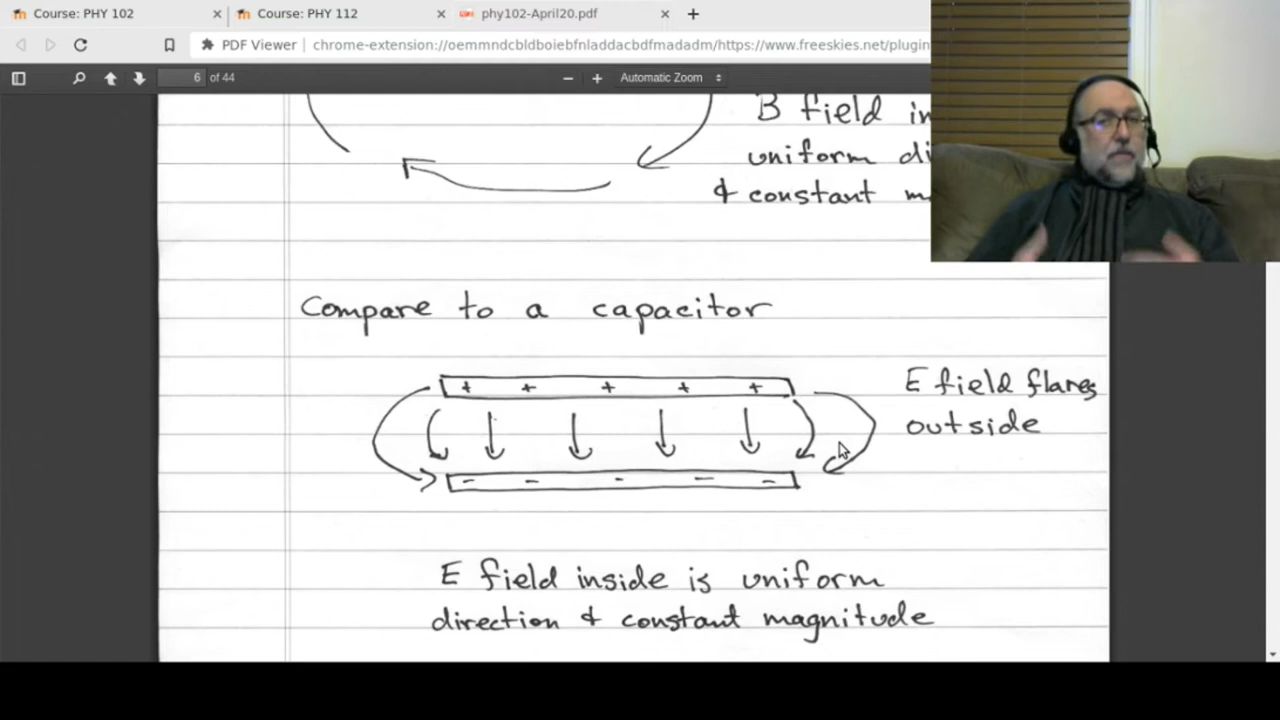 Course: PHY 102
Course: PHY 112
phy102-April20.pdf
PDF Viewer
chrome-extension://oemmndcbldboiebfnladdacbdfmadadm/https://www.freeskies.net/plugin
6 of 44
Automatic Zoom
B field in
uniform di
& constant m
Compare to a capacitor
+ + + + +
E field flares
outside
- - - - -
E field inside is uniform
direction & constant magnitude